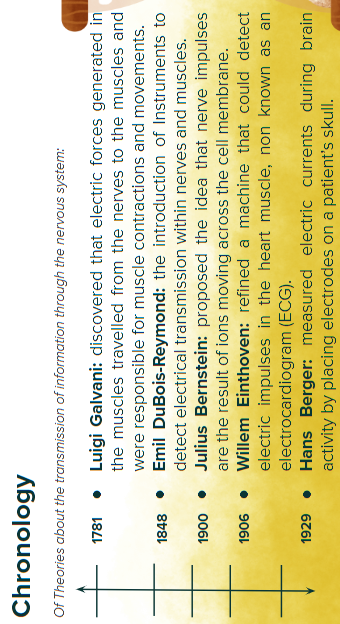 Chronology
Of Theories about the transmission of information through the nervous system:
1781 • Luigi Galvani: discovered that electric forces generated in
the muscles travelled from the nerves to the muscles and
were responsible for muscle contractions and movements.
1848 • Emil DuBois-Reymond: the introduction of Instruments to
detect electrical transmission within nerves and muscles.
1900 • Julius Bernstein: proposed the idea that nerve impulses
are the result of ions moving across the cell membrane.
1906 • Willem Einthoven: refined a machine that could detect
electric impulses in the heart muscle, non known as an
electrocardiogram (ECG).
1929 • Hans Berger: measured electric currents during brain
activity by placing electrodes on a patient's skull.